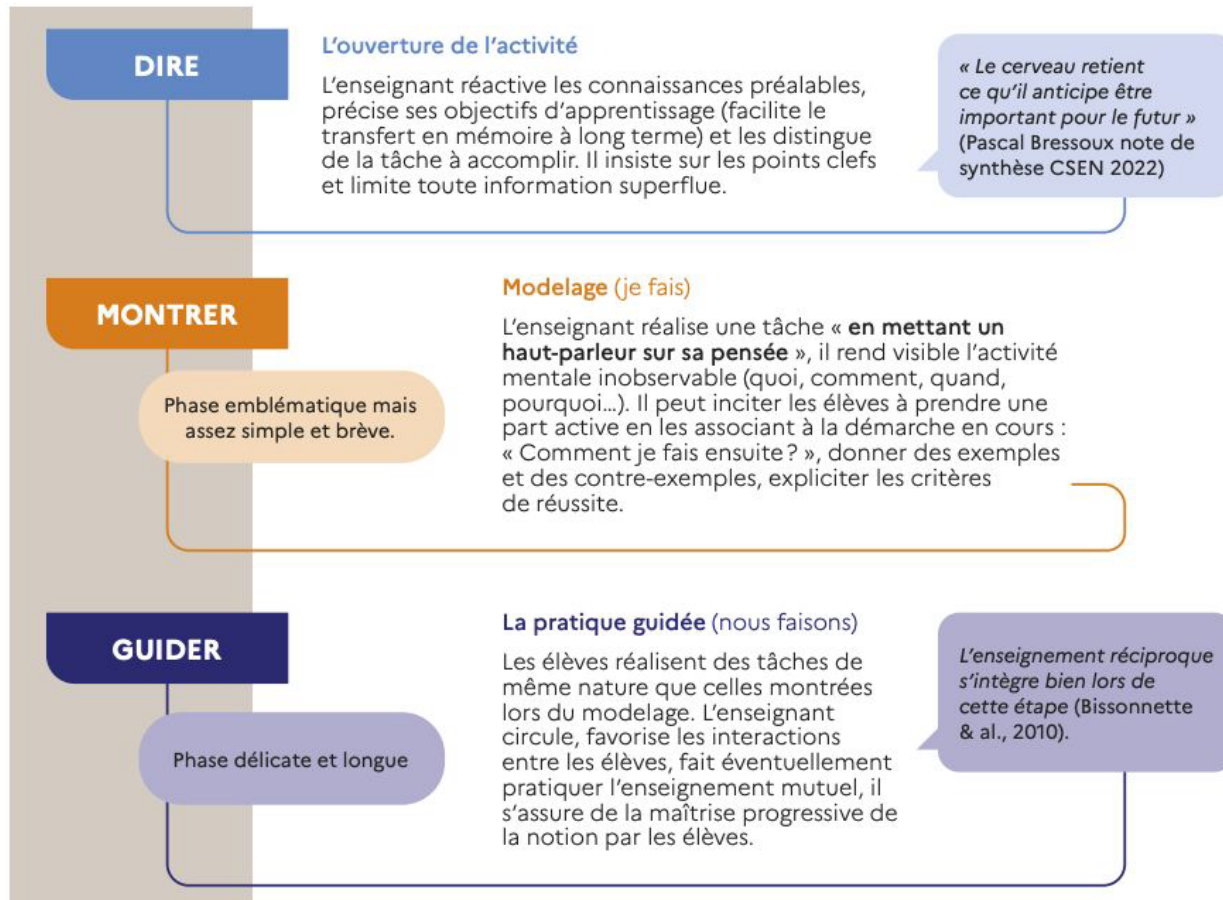 DIRE
L'ouverture de l'activité
L'enseignant réactive les connaissances préalables,
précise ses objectifs d'apprentissage (facilite le
transfert en mémoire à long terme) et les distingue
de la tâche à accomplir. Il insiste sur les points clefs
et limite toute information superflue.
« Le cerveau retient
ce qu'il anticipe être
important pour le futur »
(Pascal Bressoux note de
synthèse CSEN 2022)
MONTRER
Phase emblématique mais
assez simple et brève.
Modelage (je fais)
L'enseignant réalise une tâche « en mettant un
haut-parleur sur sa pensée », il rend visible l'activité
mentale inobservable (quoi, comment, quand,
pourquoi…). Il peut inciter les élèves à prendre une
part active en les associant à la démarche en cours :
« Comment je fais ensuite ? », donner des exemples
et des contre-exemples, expliciter les critères
de réussite.
GUIDER
Phase délicate et longue
La pratique guidée (nous faisons)
Les élèves réalisent des tâches de
même nature que celles montrées
lors du modelage. L'enseignant
circule, favorise les interactions
entre les élèves, fait éventuellement
pratiquer l'enseignement mutuel, il
s'assure de la maîtrise progressive de
la notion par les élèves.
L'enseignement réciproque
s'intègre bien lors de
cette étape (Bissonnette
& al., 2010).